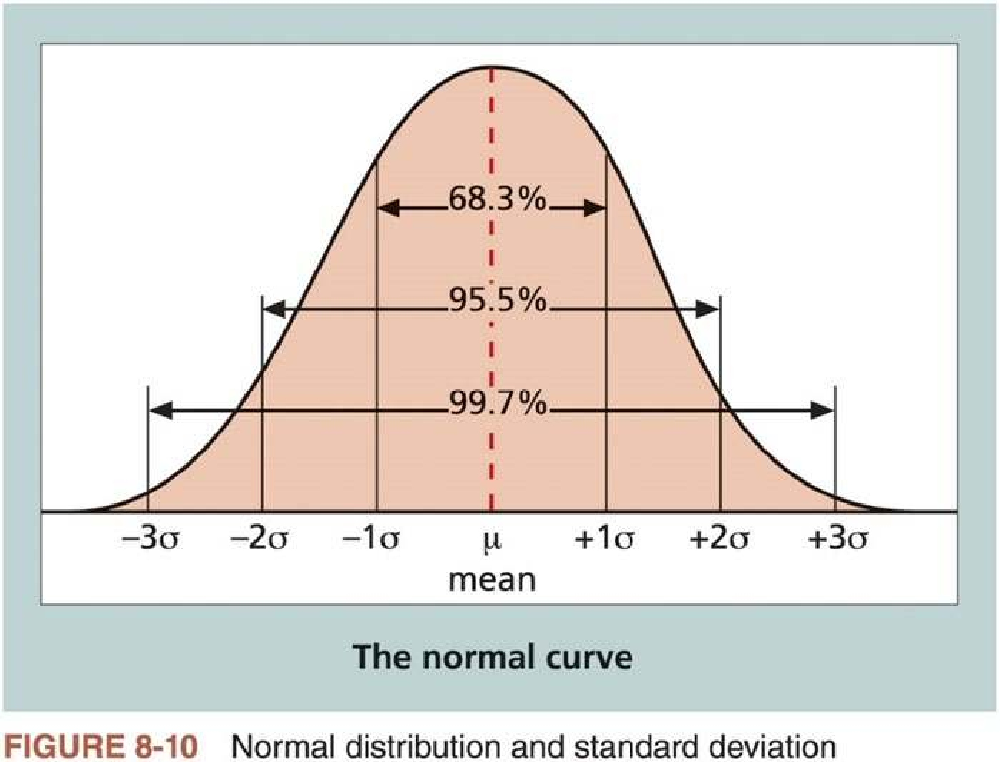 68.3%
95.5%
99.7%
–3σ –2σ –1σ μ +1σ +2σ +3σ
mean
The normal curve
FIGURE 8-10 Normal distribution and standard deviation